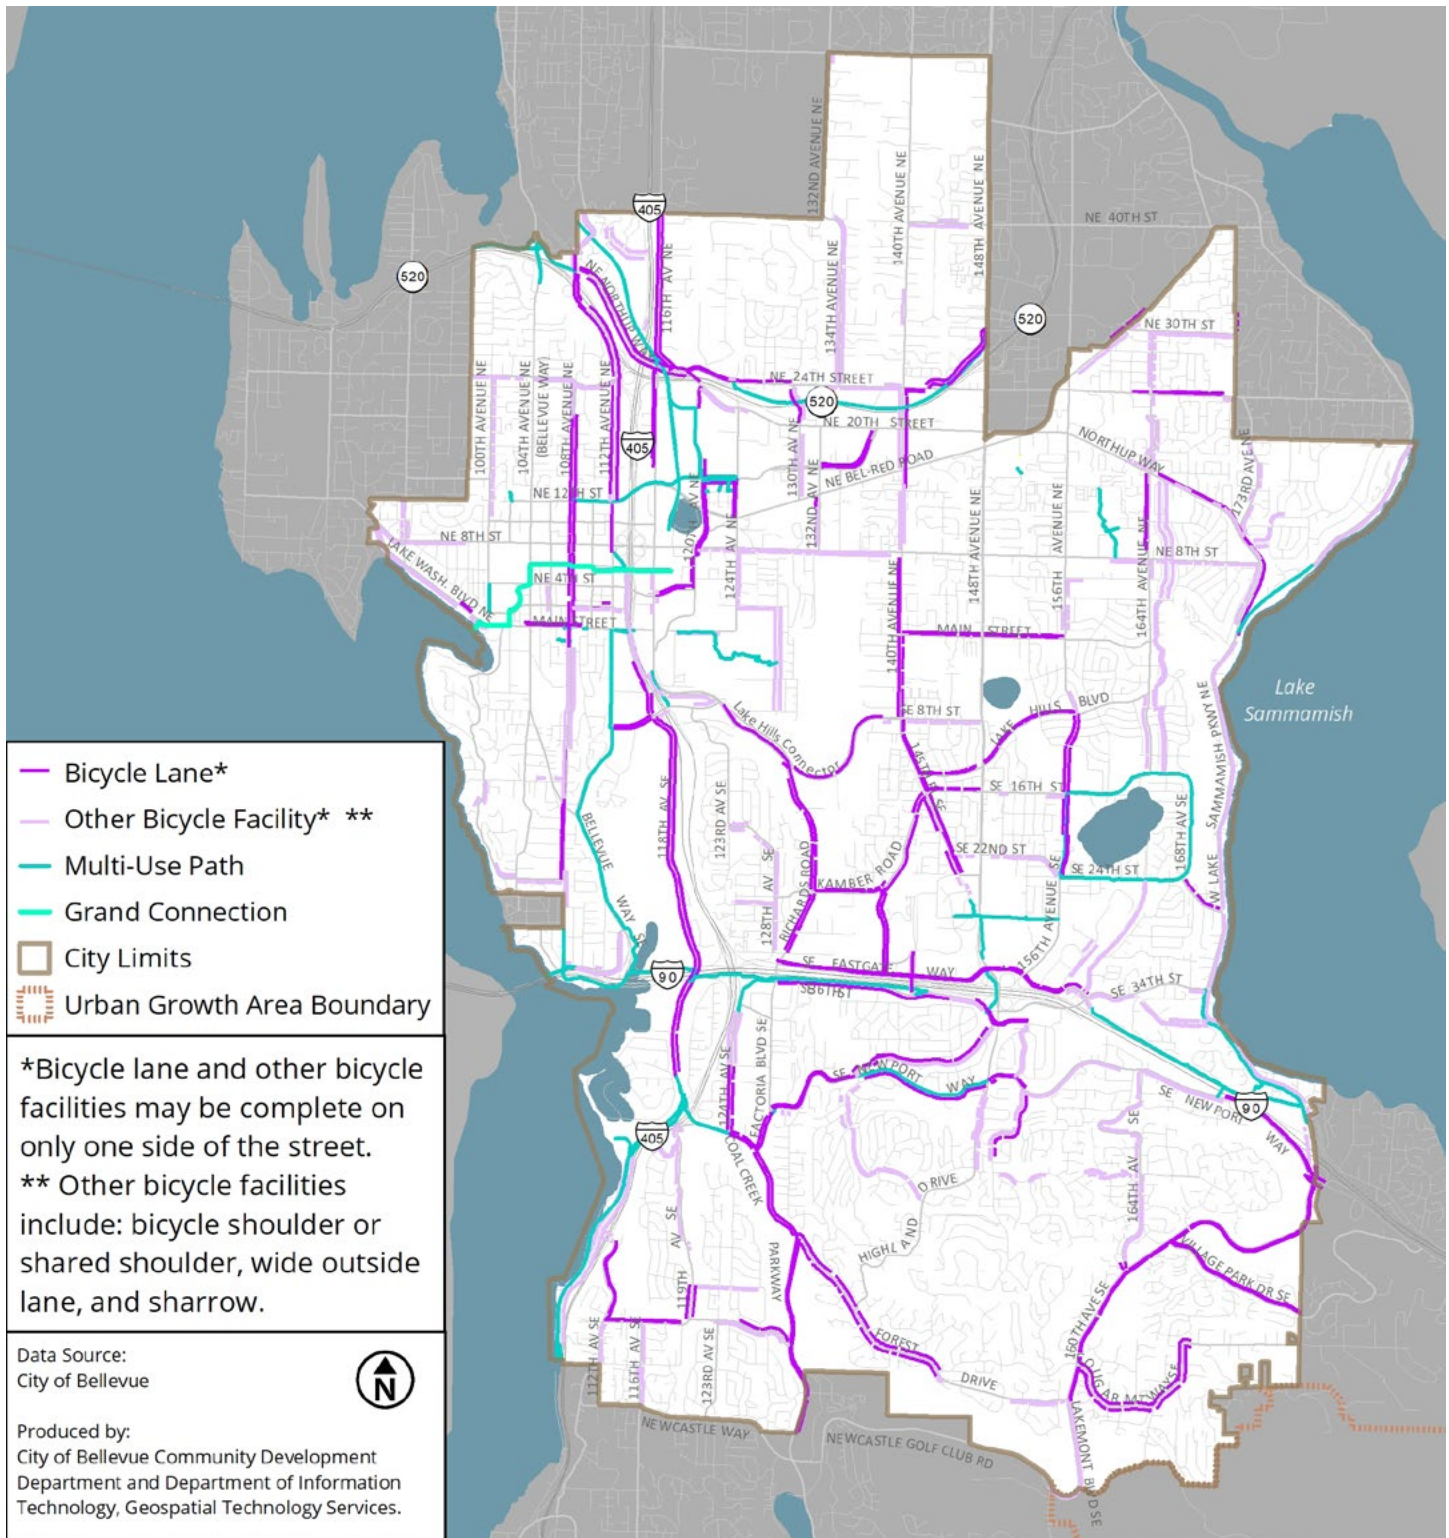 405
132ND AVENUE NE
140TH AVENUE NE
148TH AVENUE NE
NE 40TH ST
520
NE NORTHUP WAY
116TH AV NE
134TH AVENUE NE
520
NE 30TH ST
100TH AVENUE NE
104TH AVENUE NE
(BELLEVUE WAY)
108TH AVENUE NE
112TH AVENUE NE
NE 24TH STREET
520
NE 20TH STREET
405
130TH AV NE
NE BEL-RED ROAD
NORTHUP WAY
173RD AVE NE
NE 12TH ST
120TH AV NE
124TH AV NE
132ND AV NE
148TH AVENUE NE
156TH AVENUE NE
164TH AVENUE NE
NE 8TH ST
NE 8TH ST
LAKE WASH. BLVD NE
NE 4TH ST
MAIN STREET
140TH AVENUE NE
MAIN STREET
Lake
Sammamish
Lake Hills Connector
SE 8TH ST
LAKE HILLS BLVD
W LAKE SAMMAMISH PKWY NE
118TH AV SE
123RD AV SE
SE 16TH ST
168TH AV SE
BELLEVUE WAY SE
128TH AV SE
RICHARDS ROAD
KAMBER ROAD
SE 22ND ST
SE 24TH ST
156TH AVENUE SE
90
SE EASTGATE WAY
SE 34TH ST
124TH AV SE
FACTORIA BLVD SE
SE NEWPORT WAY
SE NEWPORT WAY
90
405
COAL CREEK PARKWAY
164TH AV SE
HIGHLAND DRIVE
119TH AV SE
VILLAGE PARK DR SE
112TH AV SE
116TH AV SE
123RD AV SE
FOREST DRIVE
160TH AVE SE
LAKEMONT BLVD SE
NEWCASTLE WAY
NEWCASTLE GOLF CLUB RD
Bicycle Lane*
Other Bicycle Facility* **
Multi-Use Path
Grand Connection
City Limits
Urban Growth Area Boundary
*Bicycle lane and other bicycle
facilities may be complete on
only one side of the street.
** Other bicycle facilities
include: bicycle shoulder or
shared shoulder, wide outside
lane, and sharrow.
Data Source:
City of Bellevue
N
Produced by:
City of Bellevue Community Development
Department and Department of Information
Technology, Geospatial Technology Services.